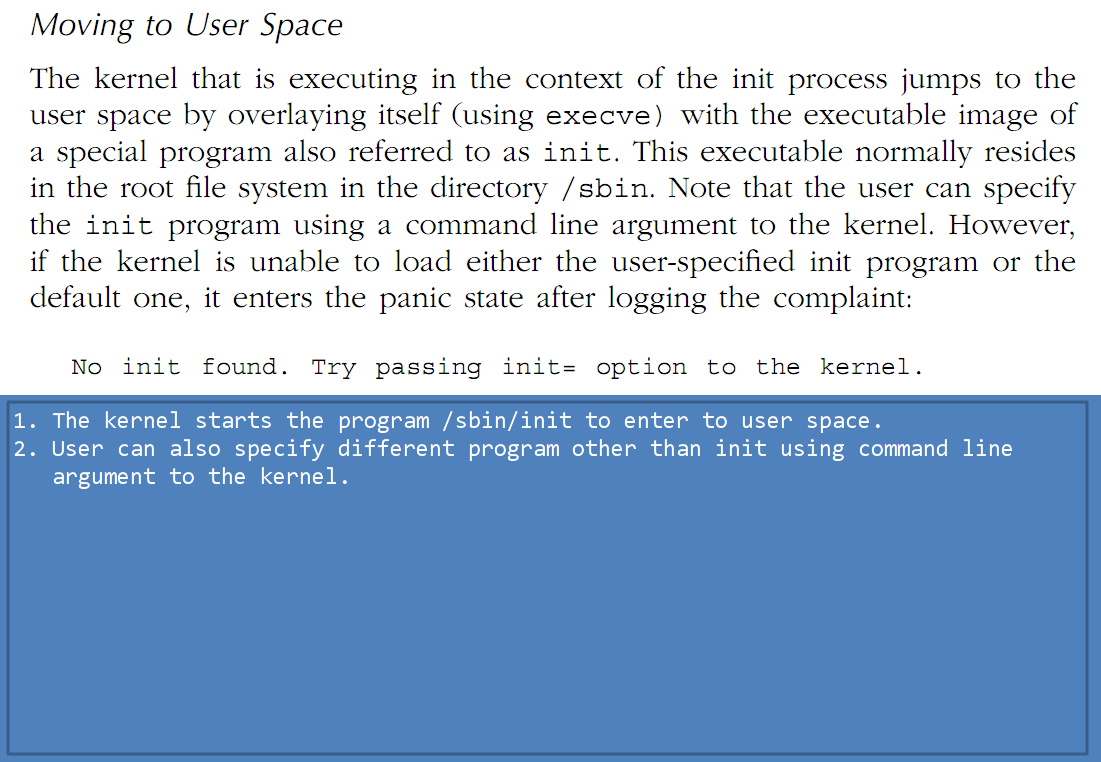 Moving to User Space
The kernel that is executing in the context of the init process jumps to the
user space by overlaying itself (using execve) with the executable image of
a special program also referred to as init. This executable normally resides
in the root file system in the directory /sbin. Note that the user can specify
the init program using a command line argument to the kernel. However,
if the kernel is unable to load either the user-specified init program or the
default one, it enters the panic state after logging the complaint:
No init found. Try passing init= option to the kernel.
1. The kernel starts the program /sbin/init to enter to user space.
2. User can also specify different program other than init using command line
argument to the kernel.